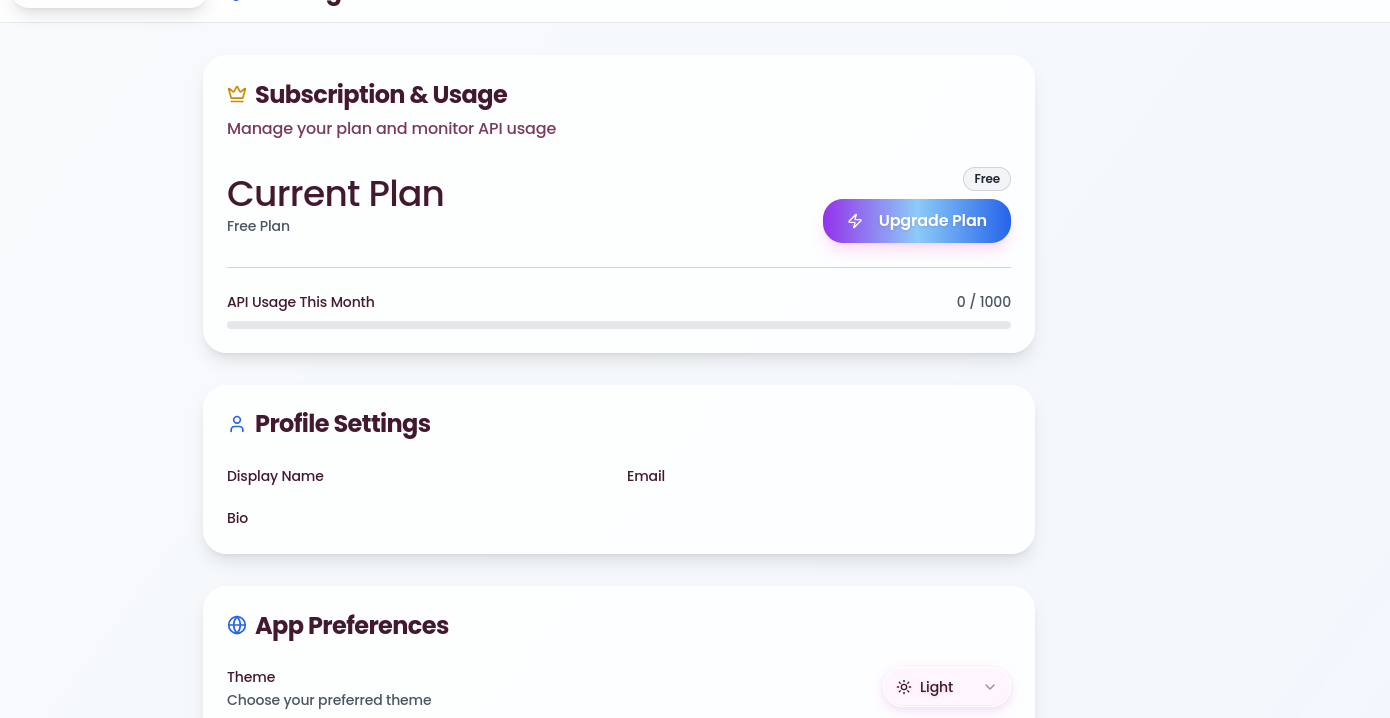 Subscription & Usage
Manage your plan and monitor API usage
Current Plan
Free Plan
Free
Upgrade Plan
API Usage This Month
0 / 1000
Profile Settings
Display Name
Email
Bio
App Preferences
Theme
Choose your preferred theme
Light